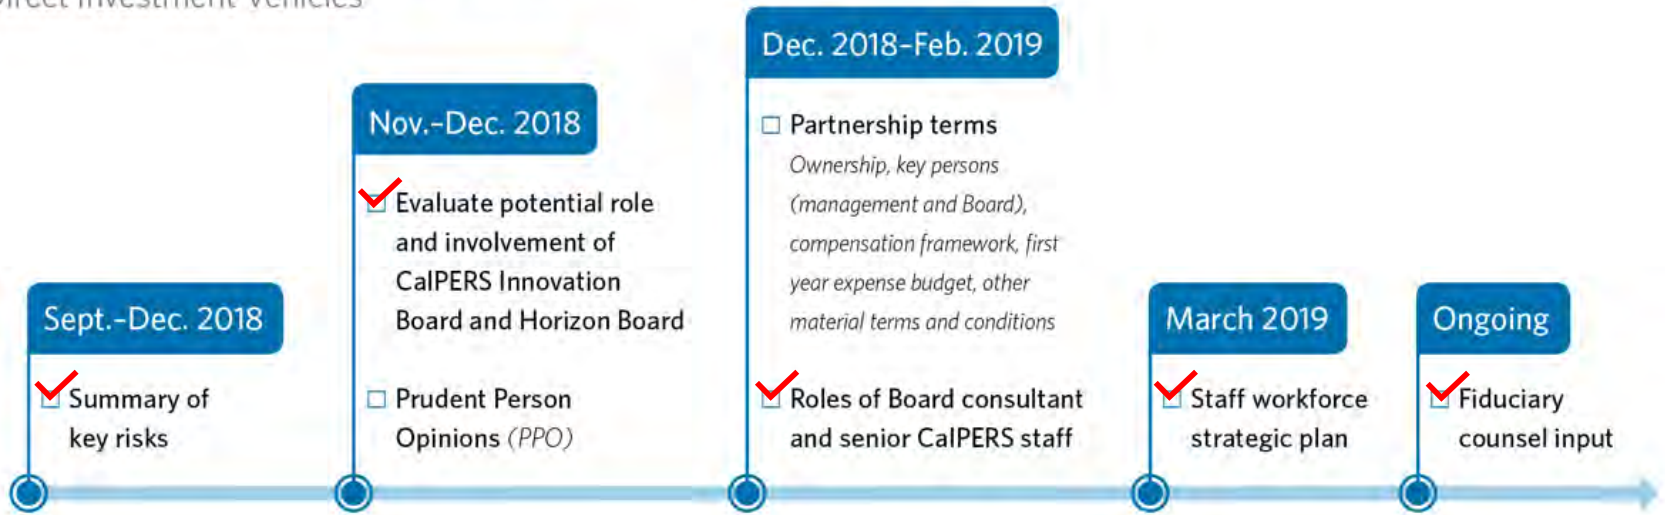 Direct Investment Vehicles
Sept.–Dec. 2018
Summary of
key risks
Nov.–Dec. 2018
Evaluate potential role
and involvement of
CalPERS Innovation
Board and Horizon Board
Prudent Person
Opinions (PPO)
Dec. 2018–Feb. 2019
Partnership terms
Ownership, key persons
(management and Board),
compensation framework, first
year expense budget, other
material terms and conditions
Roles of Board consultant
and senior CalPERS staff
March 2019
Staff workforce
strategic plan
Ongoing
Fiduciary
counsel input